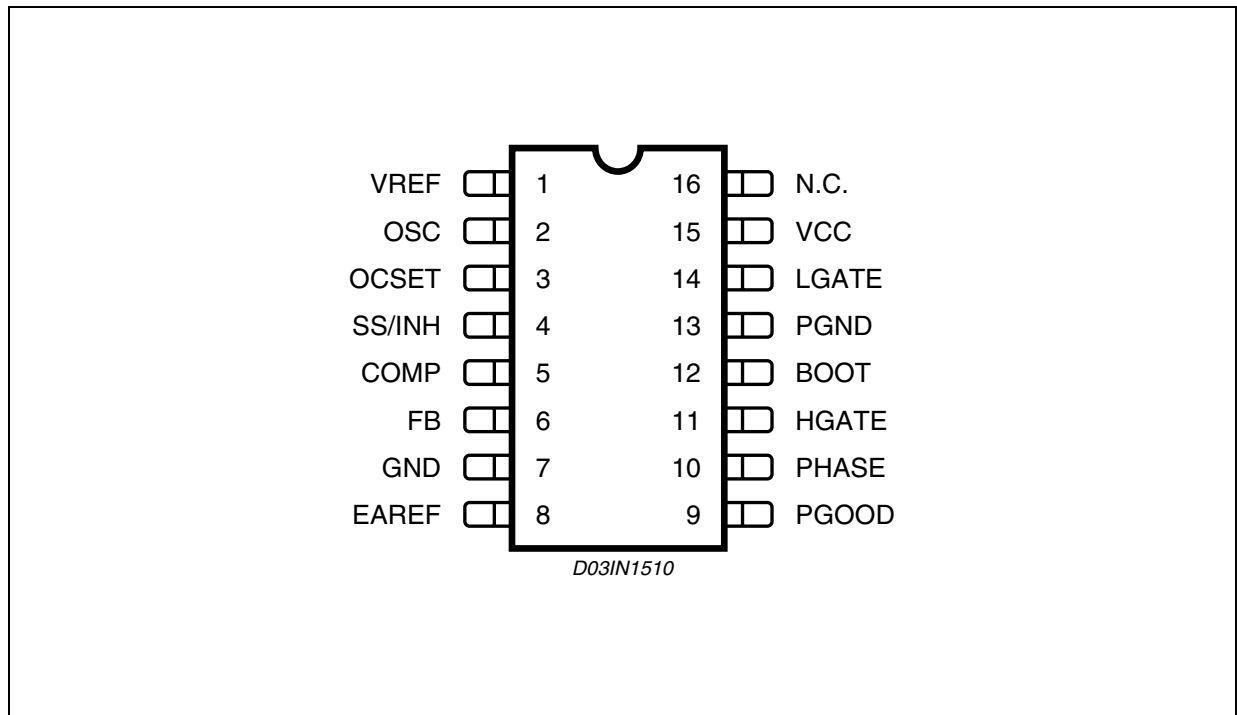 VREF 1 16 N.C.
OSC 2 15 VCC
OCSET 3 14 LGATE
SS/INH 4 13 PGND
COMP 5 12 BOOT
FB 6 11 HGATE
GND 7 10 PHASE
EAREF 8 9 PGOOD
D03IN1510